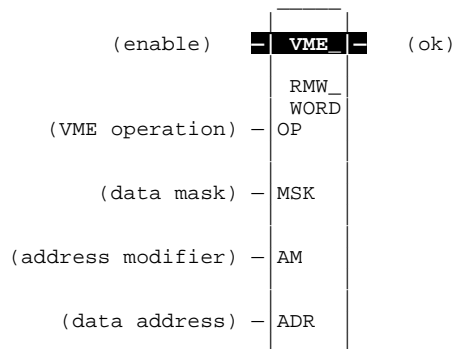 (enable) VME_ (ok)
RMW_
WORD
(VME operation) OP
(data mask) MSK
(address modifier) AM
(data address) ADR